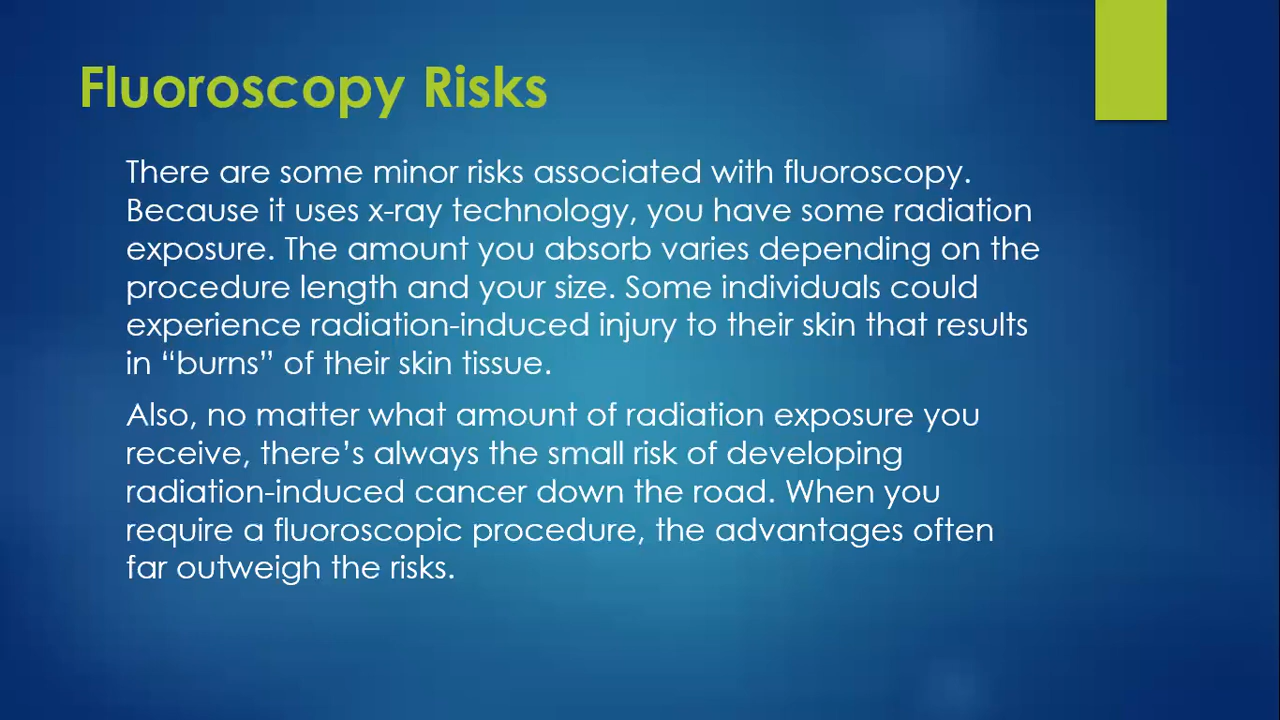 Fluoroscopy Risks
There are some minor risks associated with fluoroscopy.
Because it uses x-ray technology, you have some radiation
exposure. The amount you absorb varies depending on the
procedure length and your size. Some individuals could
experience radiation-induced injury to their skin that results
in “burns” of their skin tissue.
Also, no matter what amount of radiation exposure you
receive, there’s always the small risk of developing
radiation-induced cancer down the road. When you
require a fluoroscopic procedure, the advantages often
far outweigh the risks.